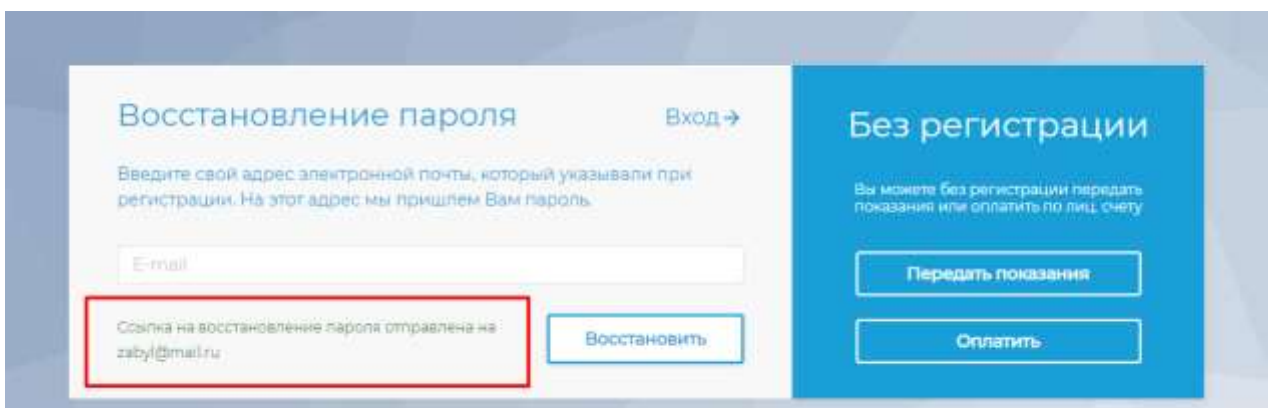 Восстановление пароля
Вход →
Введите свой адрес электронной почты, который указывали при
регистрации. На этот адрес мы пришлем Вам пароль.
E-mail
Ссылка на восстановление пароля отправлена на
zabyl@mail.ru
Восстановить
Без регистрации
Вы можете без регистрации передать
показания или оплатить по лиц. счету
Передать показания
Оплатить